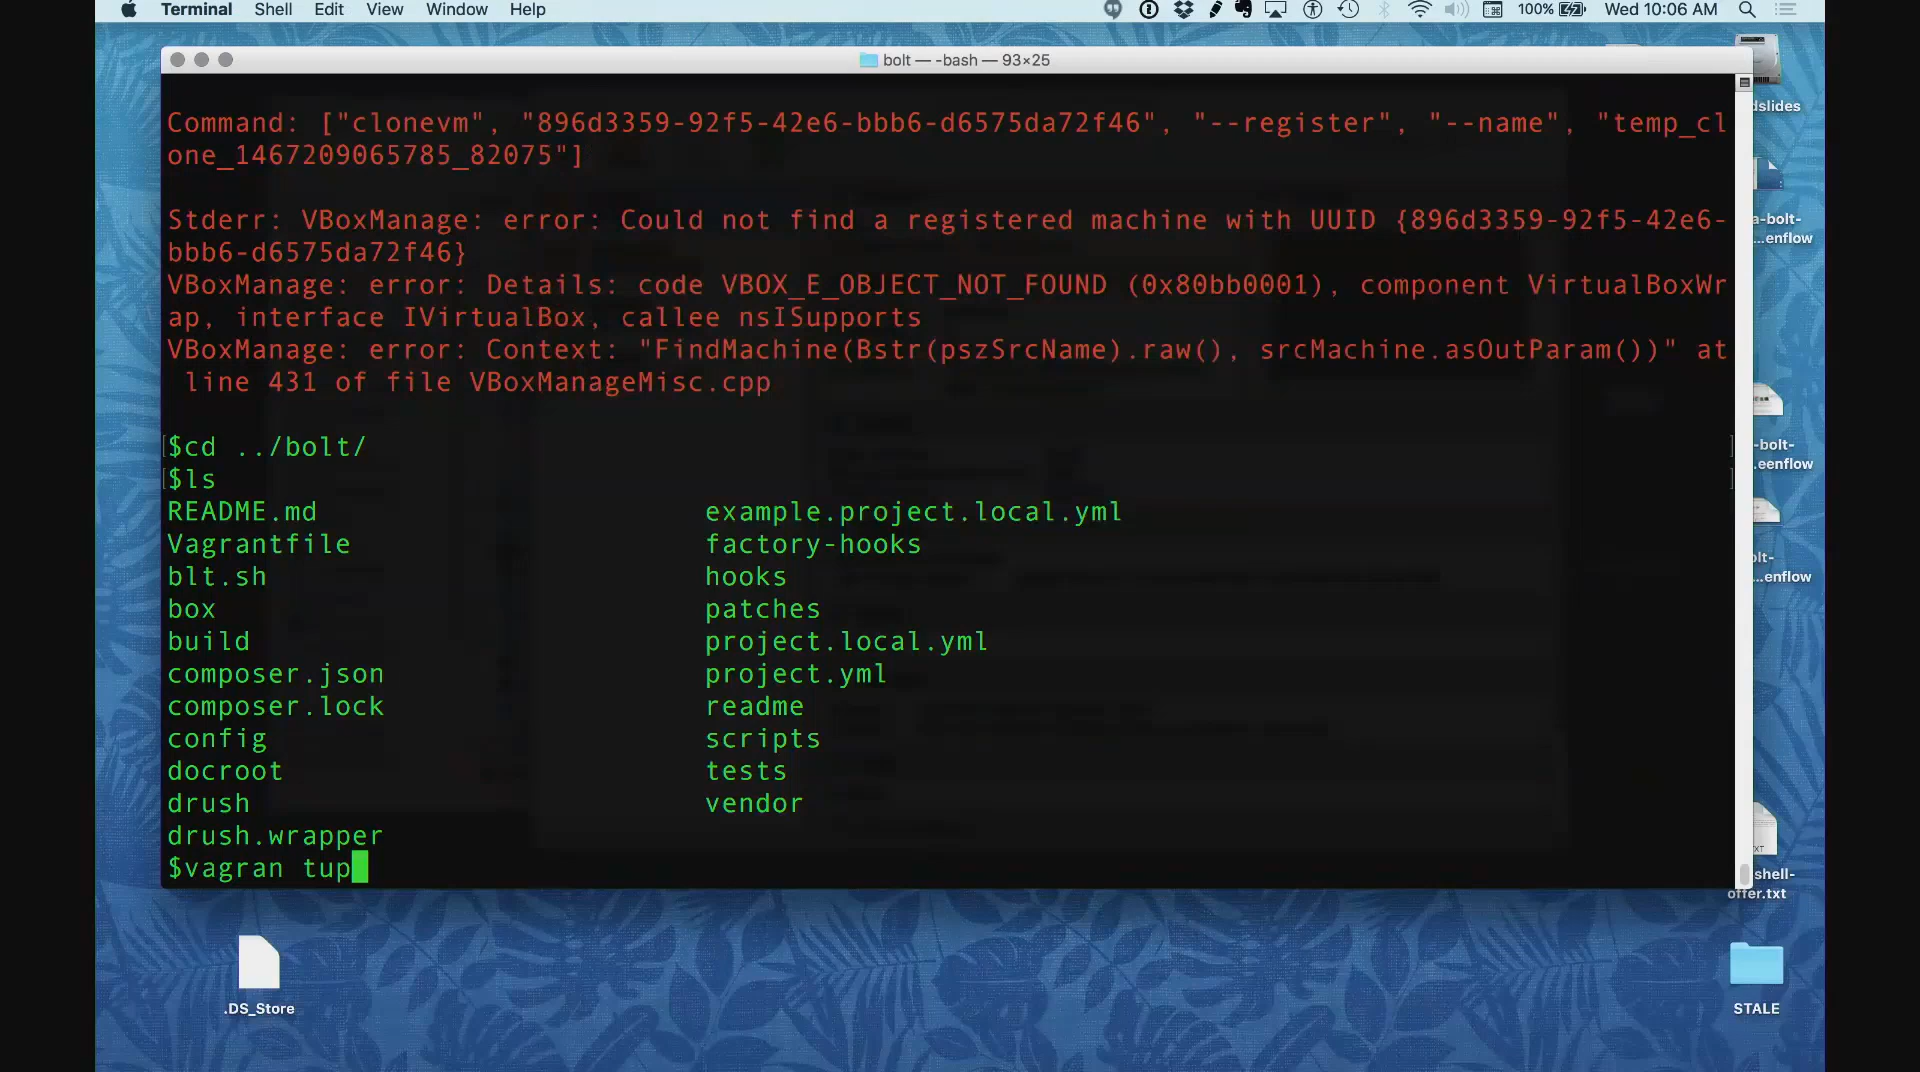 Terminal Shell Edit View Window Help 100% Wed 10:06 AM
bolt — -bash — 93×25
Command: ["clonevm", "896d3359-92f5-42e6-bbb6-d6575da72f46", "--register", "--name", "temp_cl
one_1467209065785_82075"]
Stderr: VBoxManage: error: Could not find a registered machine with UUID {896d3359-92f5-42e6-
bbb6-d6575da72f46}
VBoxManage: error: Details: code VBOX_E_OBJECT_NOT_FOUND (0x80bb0001), component VirtualBoxWr
ap, interface IVirtualBox, callee nsISupports
VBoxManage: error: Context: "FindMachine(Bstr(pszSrcName).raw(), srcMachine.asOutParam())" at
line 431 of file VBoxManageMisc.cpp
[$cd ../bolt/ ]
[$ls ]
README.md example.project.local.yml
Vagrantfile factory-hooks
blt.sh hooks
box patches
build project.local.yml
composer.json project.yml
composer.lock readme
config scripts
docroot tests
drush vendor
drush.wrapper
$vagran tup
dslides
a-bolt-
...enflow
-bolt-
.eenflow
olt-
...enflow
TXT
shell-
offer.txt
.DS_Store
STALE